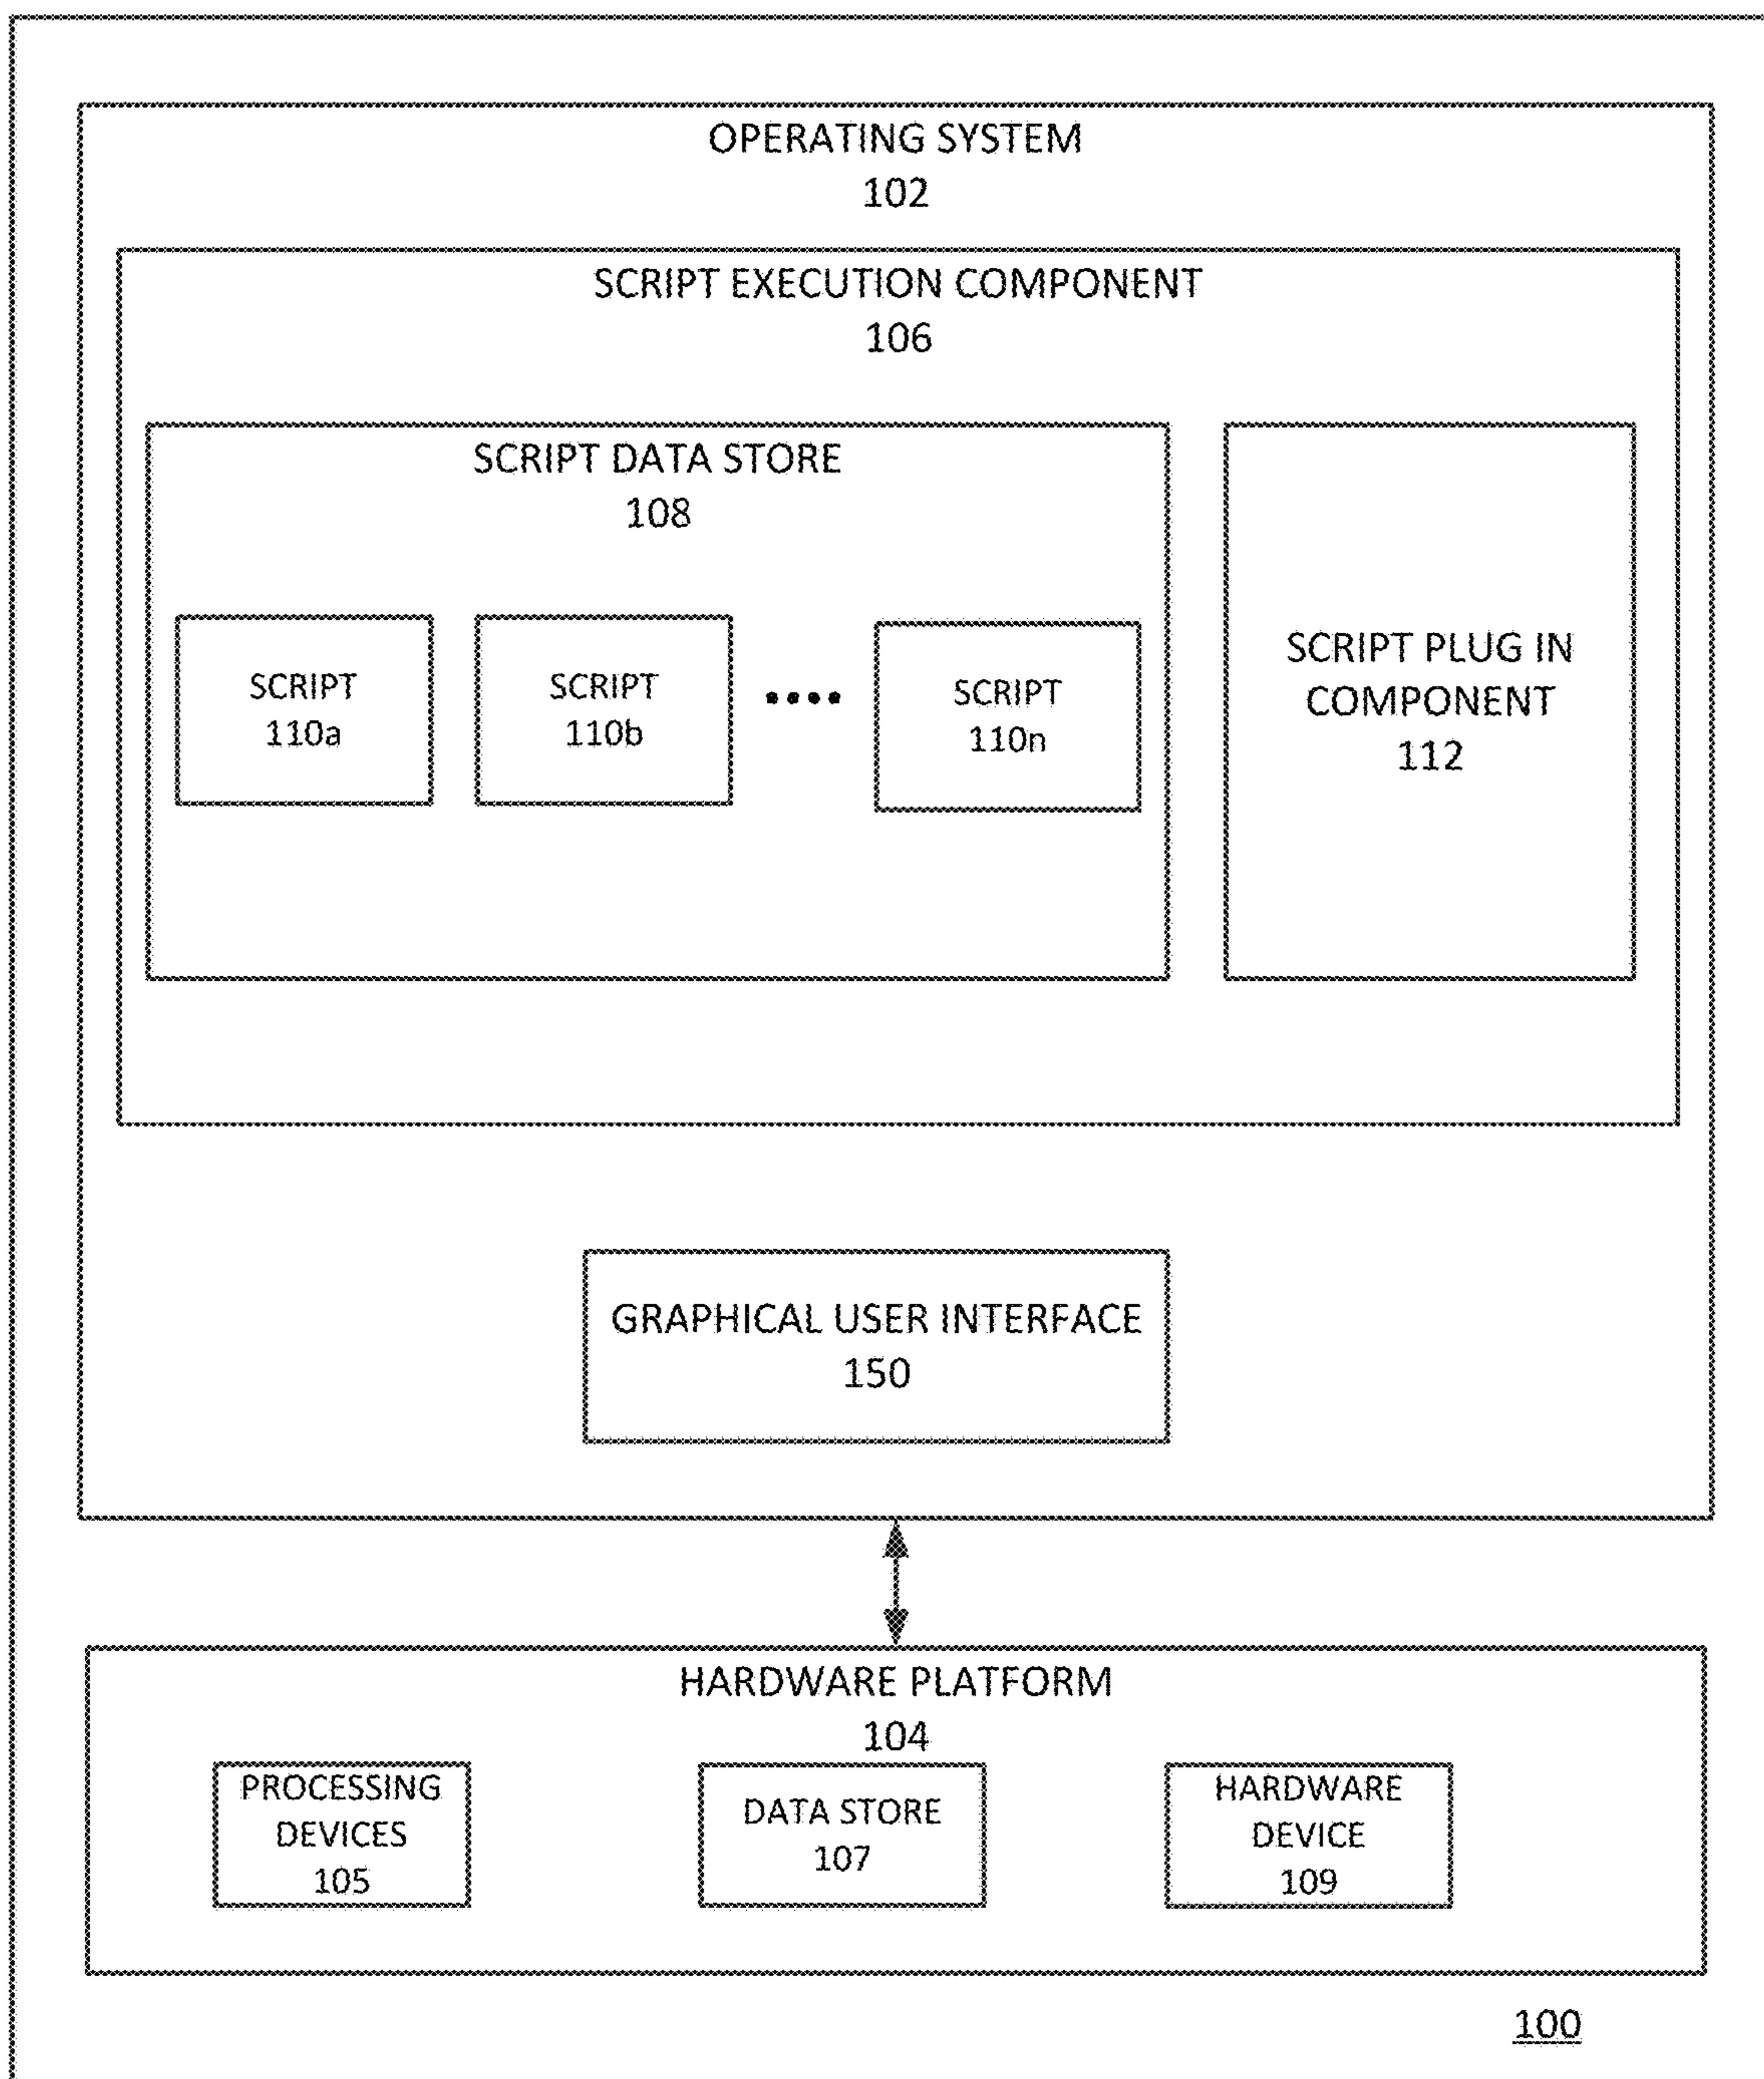 OPERATING SYSTEM
102
SCRIPT EXECUTION COMPONENT
106
SCRIPT DATA STORE
108
SCRIPT
110a
SCRIPT
110b
SCRIPT
110n
SCRIPT PLUG IN
COMPONENT
112
GRAPHICAL USER INTERFACE
150
HARDWARE PLATFORM
104
PROCESSING
DEVICES
105
DATA STORE
107
HARDWARE
DEVICE
109
100